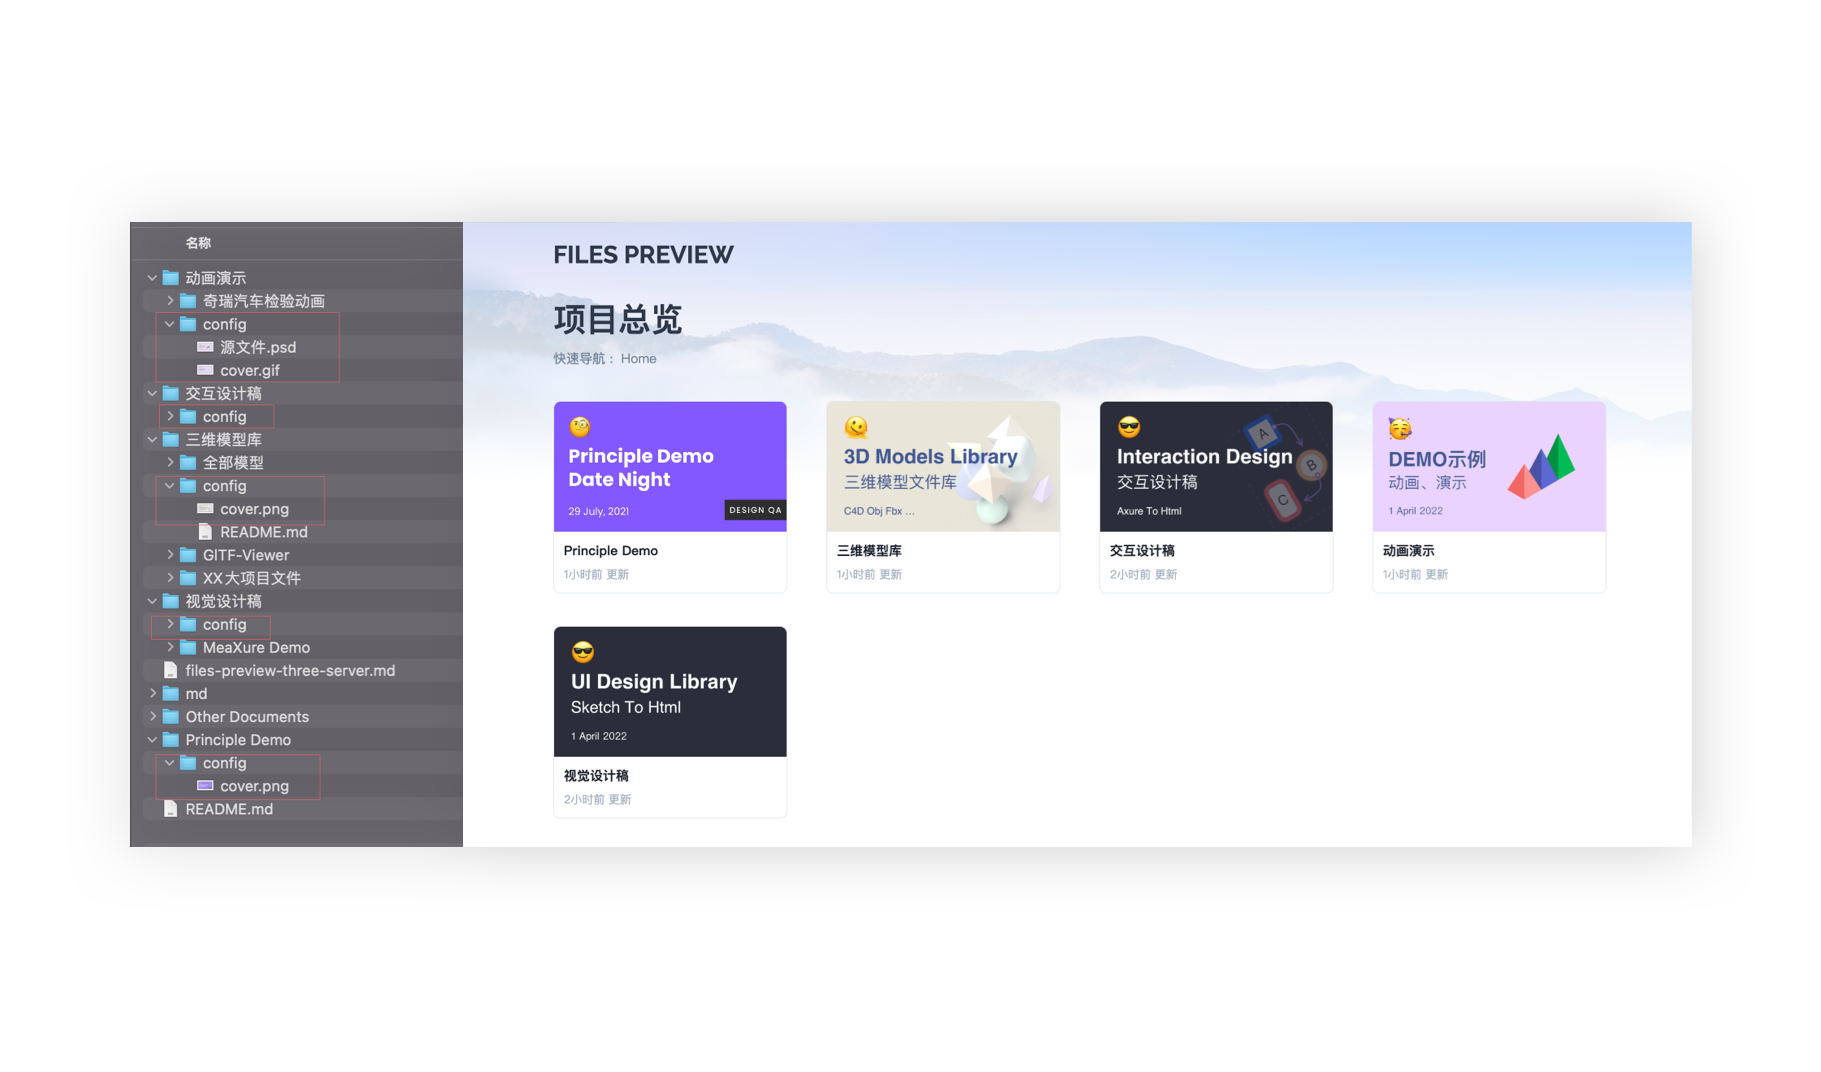 名称
动画演示
奇瑞汽车检验动画
config
源文件.psd
cover.gif
交互设计稿
config
三维模型库
全部模型
config
cover.png
README.md
GITF-Viewer
XX大项目文件
视觉设计稿
config
MeaXure Demo
files-preview-three-server.md
md
Other Documents
Principle Demo
config
cover.png
README.md
FILES PREVIEW
项目总览
快速导航： Home
Principle Demo
Date Night
29 July, 2021
DESIGN QA
Principle Demo
1小时前 更新
3D Models Library
三维模型文件库
C4D Obj Fbx ...
三维模型库
1小时前 更新
Interaction Design
交互设计稿
Axure To Html
A
B
C
交互设计稿
2小时前 更新
DEMO示例
动画、演示
1 April 2022
动画演示
1小时前 更新
UI Design Library
Sketch To Html
1 April 2022
视觉设计稿
2小时前 更新